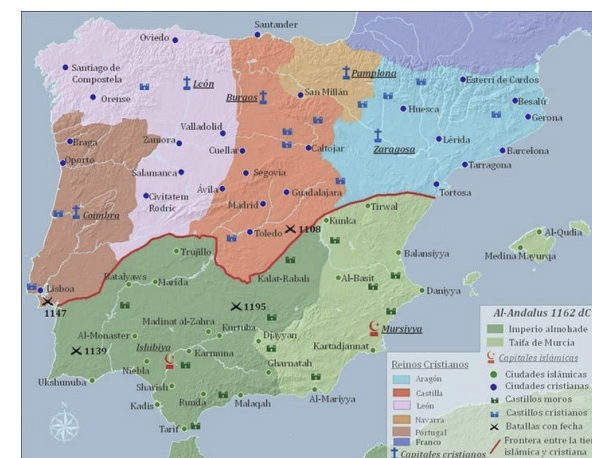 Santander
Oviedo
Santiago de
Compostela
León
Pamplona
Esterri de Cardos
Orense
Burgos
San Millán
Huesca
Besalú
Gerona
Valladolid
Braga
Zamora
Cuellar
Caltojar
Zaragosa
Lérida
Barcelona
Oporto
Salamanca
Ségovia
Tarragona
Ávila
Guadalajara
Tortosa
Civitatem
Rodric
Madrid
Coimbra
Tirwal
Toledo
1108
Kunka
Al-Qudia
Trujillo
Balansiyya
Medina Mayurqa
Lisboa
Batalyaws
Marida
Kalat-Rabah
Al-Basit
Daniyya
1147
1195
Al-Andalus 1162 dC
Madinat al-Zahra
Kurtuba
Mursiyya
Imperio almohade
Al-Monaster
Djayyan
Taifa de Murcia
1139
Ishibiya
Karmuna
Kartadjannat
Capitales islámicas
Niebla
Gharnatah
Reinos Cristianos
Ciudades islámicas
Ukshunuba
Sharish
Aragón
Ciudades cristianas
Runda
Malaqah
Al-Mariyya
Castilla
Castillos moros
Kadis
León
Castillos cristianos
Tarif
Navarra
Batallas con fecha
Portugal
Frontera entre la tie
Franco
islámica y cristiana
Capitales cristianos